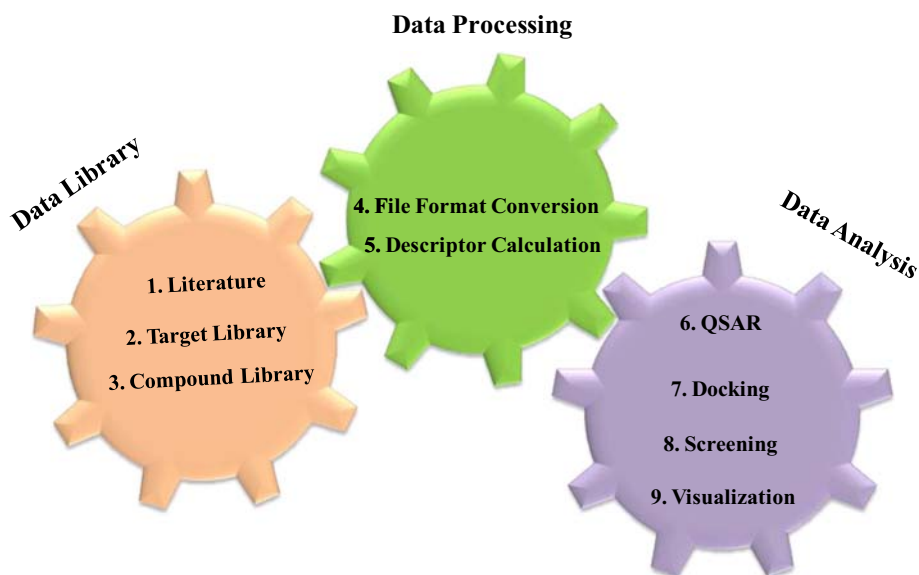 Data Processing
Data Library
Data Analysis
1. Literature
2. Target Library
3. Compound Library
4. File Format Conversion
5. Descriptor Calculation
6. QSAR
7. Docking
8. Screening
9. Visualization